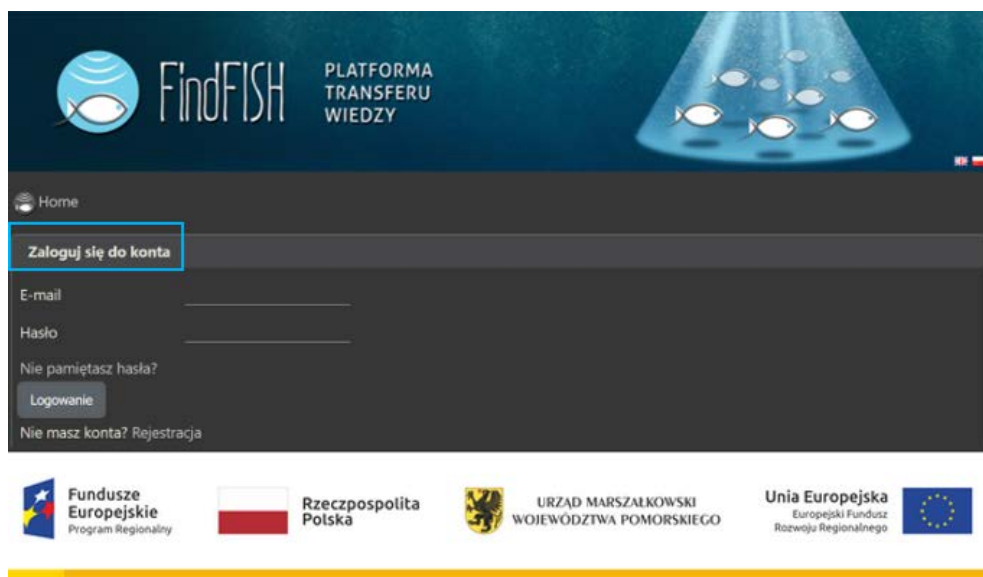 FindFISH
PLATFORMA
TRANSFERU
WIEDZY
Home
Zaloguj się do konta
E-mail
Hasło
Nie pamiętasz hasła?
Logowanie
Nie masz konta? Rejestracja
Fundusze
Europejskie
Program Regionalny
Rzeczpospolita
Polska
URZĄD MARSZAŁKOWSKI
WOJEWÓDZTWA POMORSKIEGO
Unia Europejska
Europejski Fundusz
Rozwoju Regionalnego